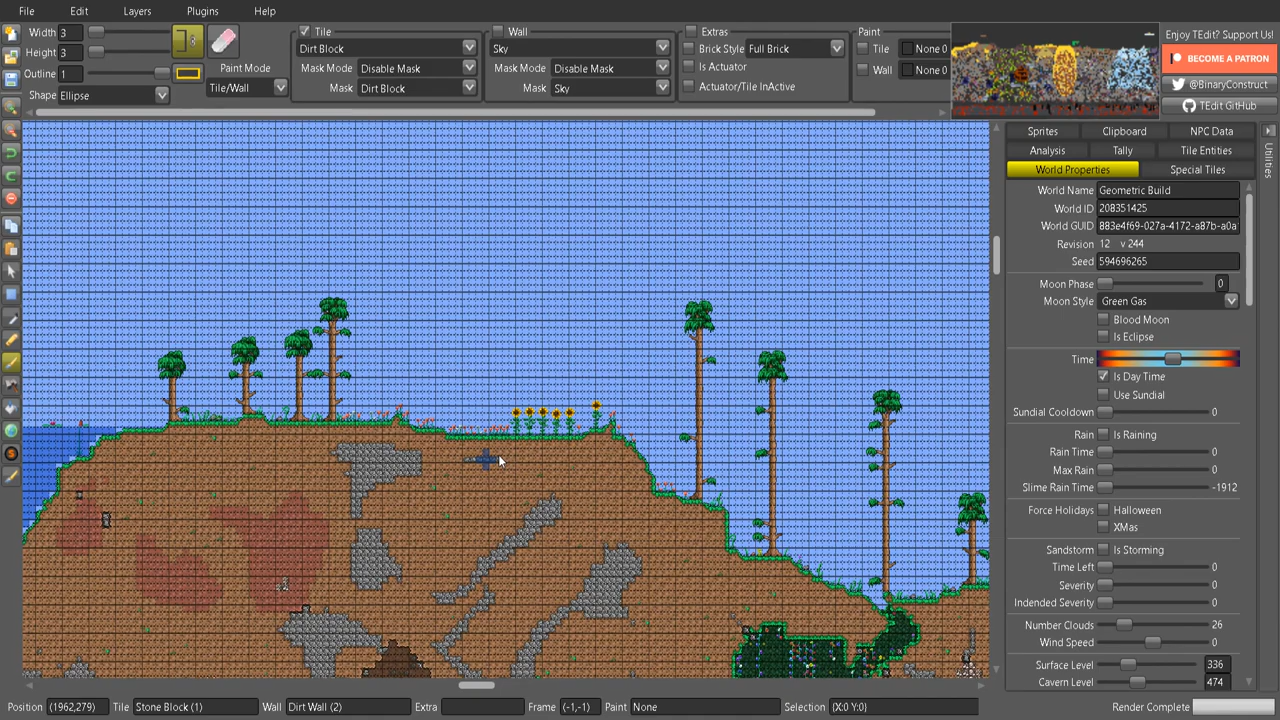 File Edit Layers Plugins Help
Width 3
Height 3
Outline 1
Shape Ellipse
Paint Mode
Tile/Wall
Tile
Dirt Block
Mask Mode Disable Mask
Mask Dirt Block
Wall
Sky
Mask Mode Disable Mask
Mask Sky
Extras
Brick Style Full Brick
Is Actuator
Actuator/Tile InActive
Paint
Tile None 0
Wall None 0
Enjoy TEdit? Support Us!
BECOME A PATRON
@BinaryConstruct
TEdit GitHub
Sprites Clipboard NPC Data
Analysis Tally Tile Entities
World Properties Special Tiles
Utilities
World Name Geometric Build
World ID 208351425
World GUID 883e4f69-027a-4172-a87b-a0a
Revision 12 v 244
Seed 594696265
Moon Phase 0
Moon Style Green Gas
Blood Moon
Is Eclipse
Time
Is Day Time
Use Sundial
Sundial Cooldown 0
Rain Is Raining
Rain Time 0
Max Rain 0
Slime Rain Time -1912
Force Holidays Halloween
XMas
Sandstorm Is Storming
Time Left 0
Severity 0
Indended Severity 0
Number Clouds 26
Wind Speed 0
Surface Level 336
Cavern Level 474
Position (1962,279) Tile Stone Block (1) Wall Dirt Wall (2) Extra Frame (-1,-1) Paint None Selection (X:0 Y:0) Render Complete